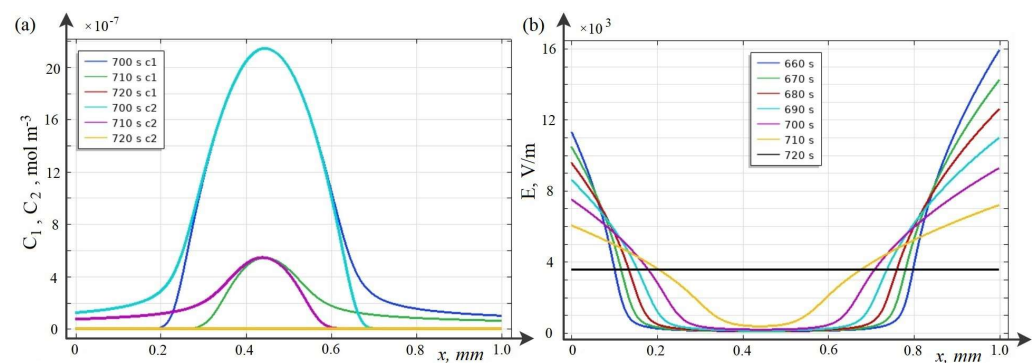 (a)
×10-7
20
16
12
8
4
0
C1 , C2 , mol m-3
700 s c1
710 s c1
720 s c1
700 s c2
710 s c2
720 s c2
0
0.2
0.4
0.6
0.8
1.0
x, mm
(b)
× 10³
16
12
8
4
0
E, V/m
660 s
670 s
680 s
690 s
700 s
710 s
720 s
0
0.2
0.4
0.6
0.8
1.0
x, mm